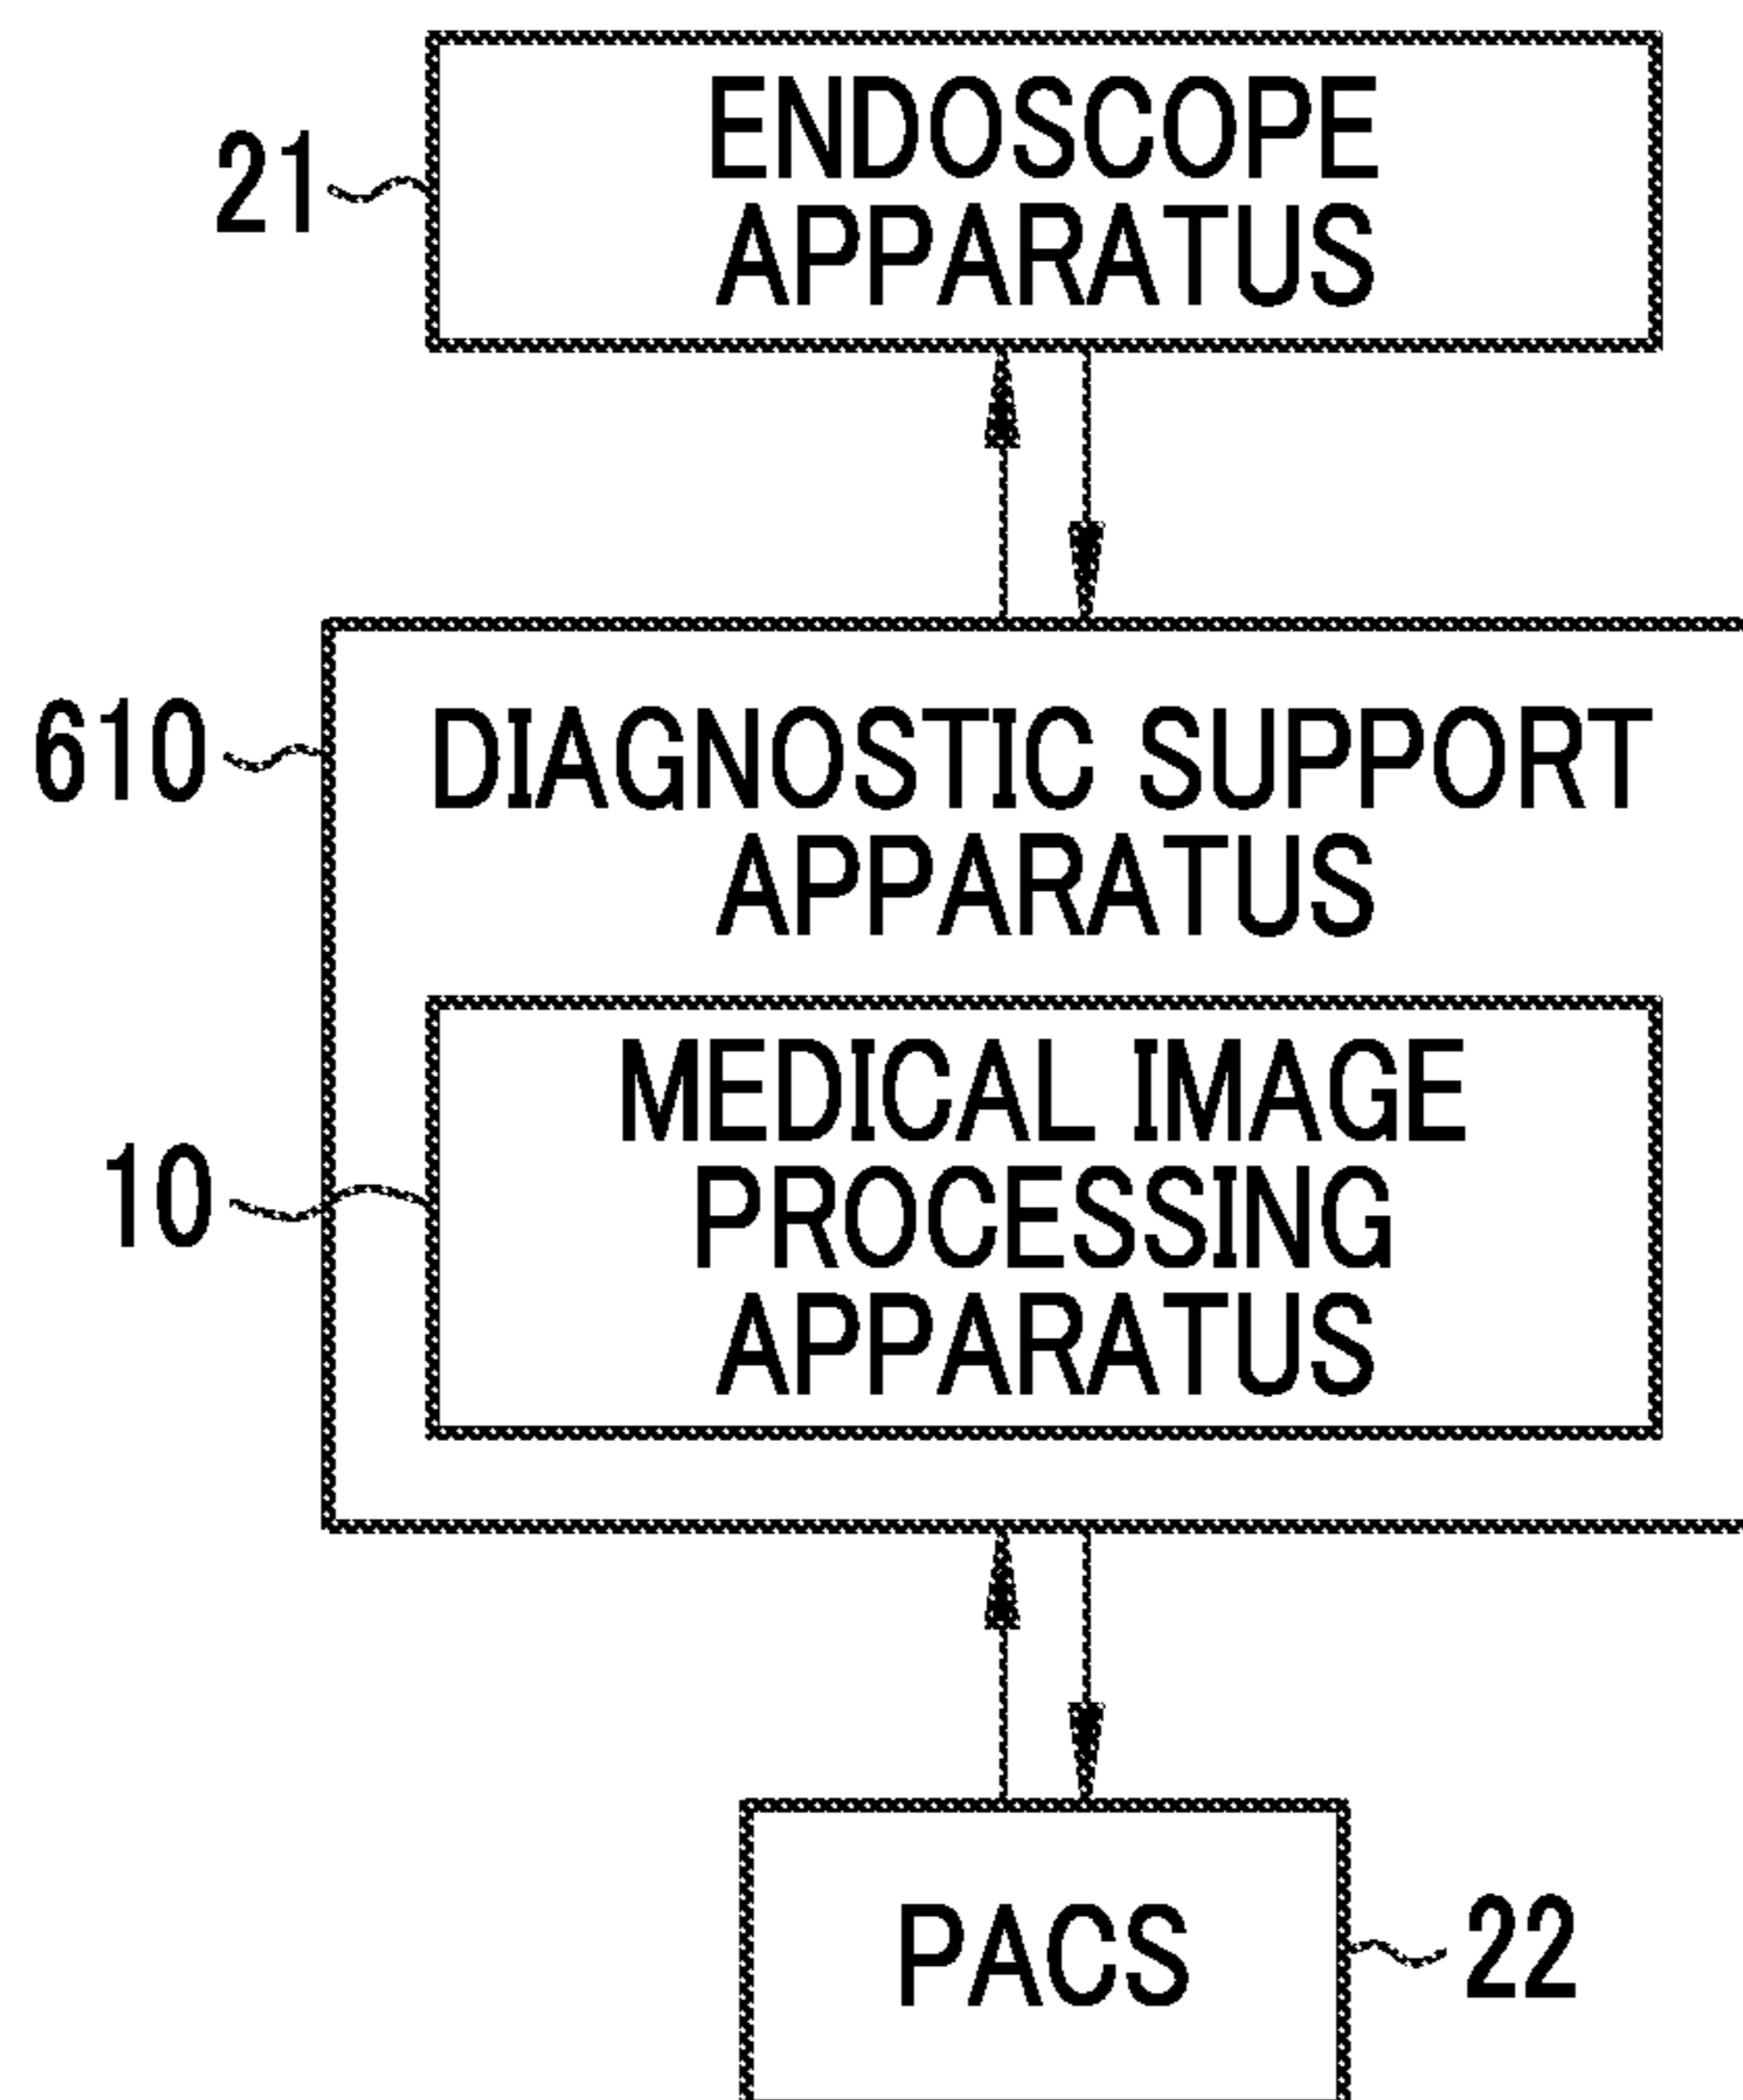 ENDOSCOPE
APPARATUS
21
DIAGNOSTIC SUPPORT
APPARATUS
610
MEDICAL IMAGE
PROCESSING
APPARATUS
10
PACS
22